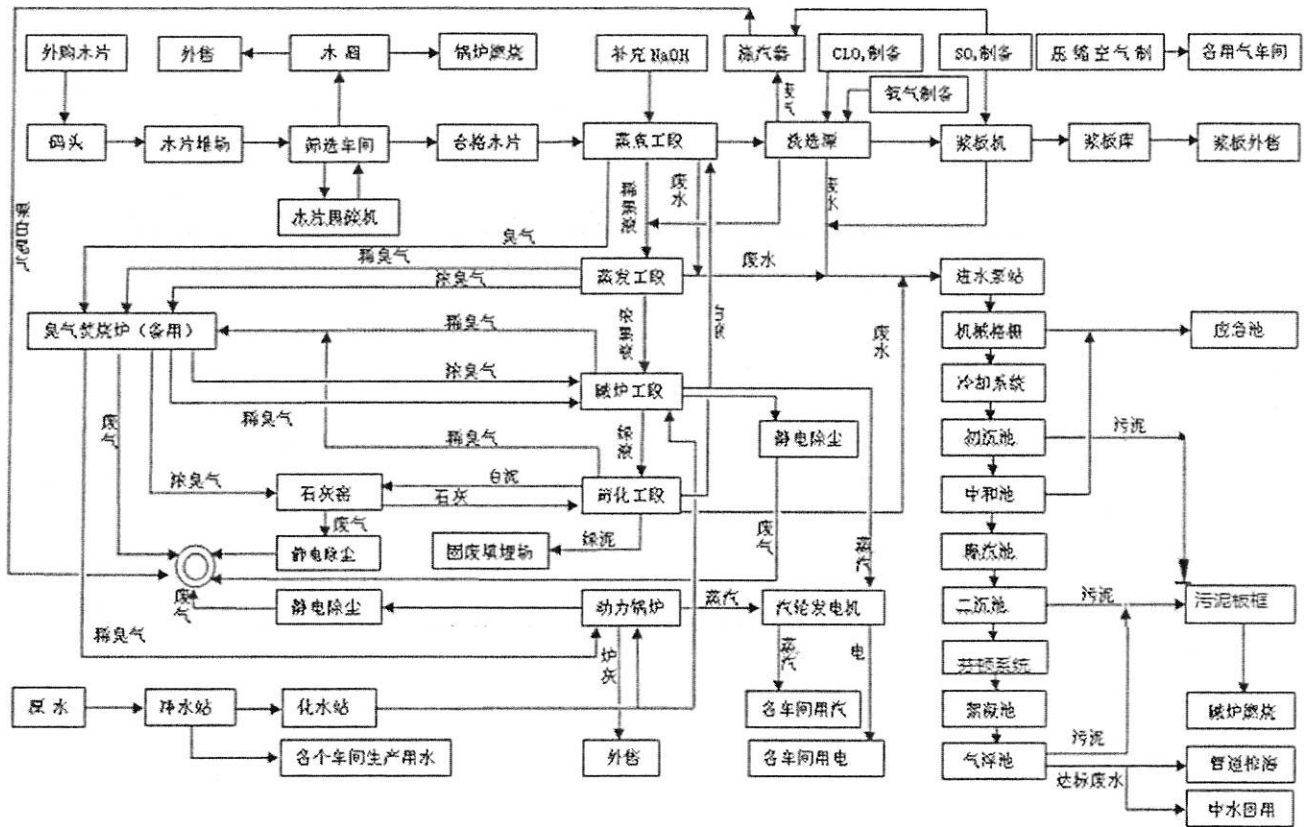 外购木片
外售
木屑
锅炉燃烧
补充NaOH
CLO₂制备
SO₂制备
压缩空气制
各用气车间
氧气制备
废气
码头
木片堆场
筛选车间
合格木片
蒸煮工段
洗选漂
浆板机
浆板库
浆板外售
木片再碎机
稀黑液
废水
废水
臭气
稀臭气
浓臭气
蒸发工段
废水
进水泵站
臭气焚烧炉（备用）
稀臭气
浓黑液
白液
废水
机械格栅
应急池
浓臭气
碱炉工段
冷却系统
稀臭气
废气
稀臭气
绿液
静电除尘
初沉池
污泥
浓臭气
石灰窑
白泥
石灰
苛化工段
中和池
废气
静电除尘
固废填埋场
绿泥
废气
蒸汽
曝气池
废气
静电除尘
动力锅炉
蒸汽
汽轮发电机
二沉池
污泥
污泥板框
稀臭气
炉灰
蒸汽
电
芬顿系统
原水
净水站
化水站
各车间用汽
絮凝池
碱炉燃烧
各个车间生产用水
外售
各车间用电
气浮池
污泥
达标废水
管道排海
中水回用